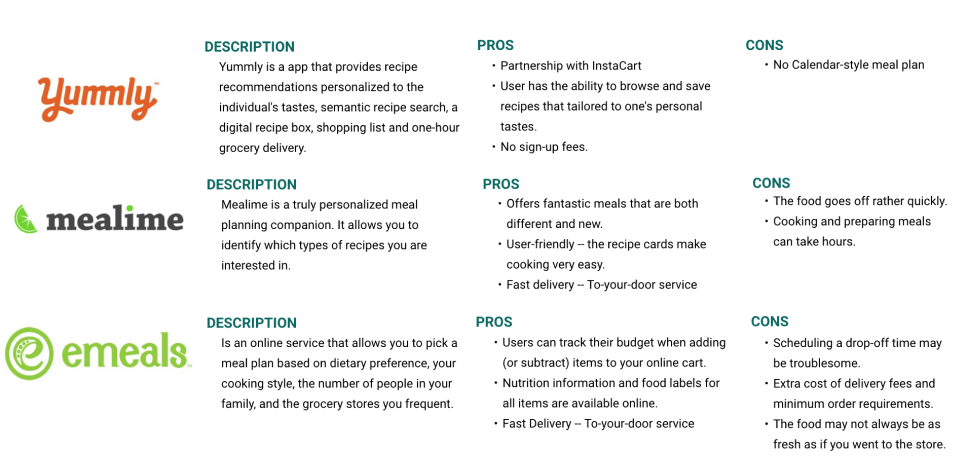 Yummly™
DESCRIPTION
Yummly is a app that provides recipe
recommendations personalized to the
individual's tastes, semantic recipe search, a
digital recipe box, shopping list and one-hour
grocery delivery.
PROS
• Partnership with InstaCart
• User has the ability to browse and save
recipes that tailored to one's personal
tastes.
• No sign-up fees.
CONS
• No Calendar-style meal plan
mealime
DESCRIPTION
Mealime is a truly personalized meal
planning companion. It allows you to
identify which types of recipes you are
interested in.
PROS
• Offers fantastic meals that are both
different and new.
• User-friendly -- the recipe cards make
cooking very easy.
• Fast delivery -- To-your-door service
CONS
• The food goes off rather quickly.
• Cooking and preparing meals
can take hours.
emeals
DESCRIPTION
Is an online service that allows you to pick a
meal plan based on dietary preference, your
cooking style, the number of people in your
family, and the grocery stores you frequent.
PROS
• Users can track their budget when adding
(or subtract) items to your online cart.
• Nutrition information and food labels for
all items are available online.
• Fast Delivery -- To-your-door service
CONS
• Scheduling a drop-off time may
be troublesome.
• Extra cost of delivery fees and
minimum order requirements.
• The food may not always be as
fresh as if you went to the store.